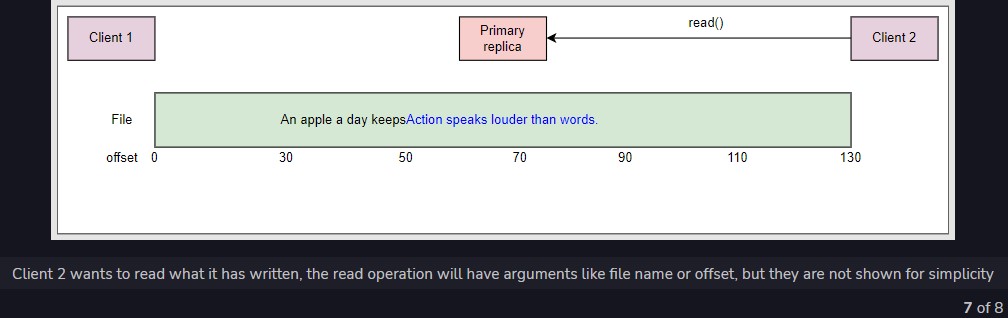 Client 1
Primary
replica
read()
Client 2
File
An apple a day keepsAction speaks louder than words.
offset 0 30 50 70 90 110 130
Client 2 wants to read what it has written, the read operation will have arguments like file name or offset, but they are not shown for simplicity
7 of 8